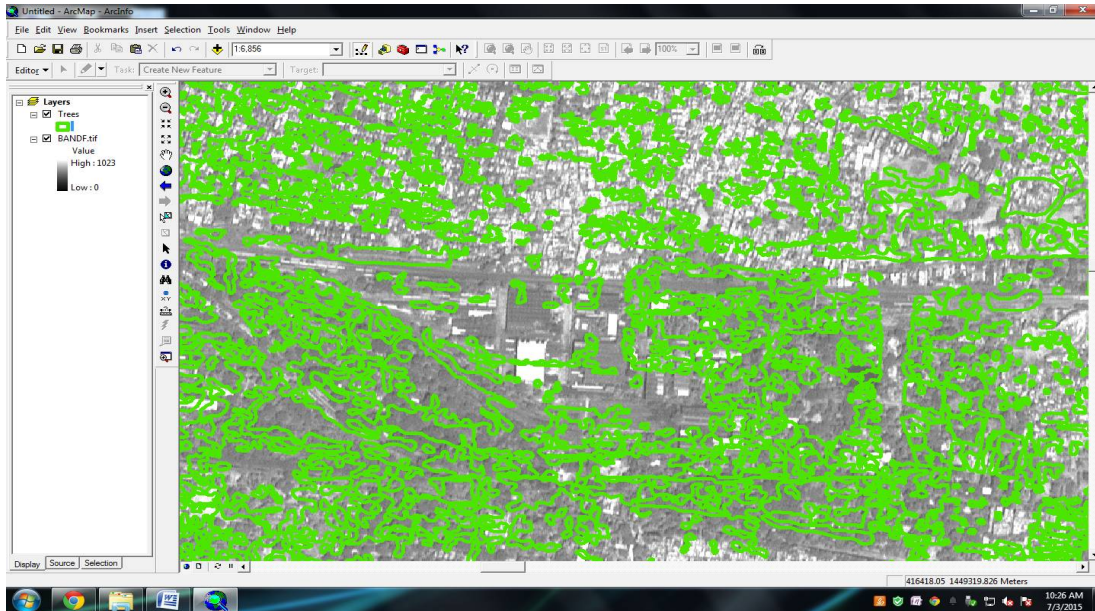 Untitled - ArcMap - ArcInfo
File Edit View Bookmarks Insert Selection Tools Window Help
1:6,856
100%
Editor Task: Create New Feature Target:
Layers
Trees
BANDF.tif
Value
High : 1023
Low : 0
Display Source Selection
416418.05 1449319.826 Meters
10:26 AM
7/3/2015